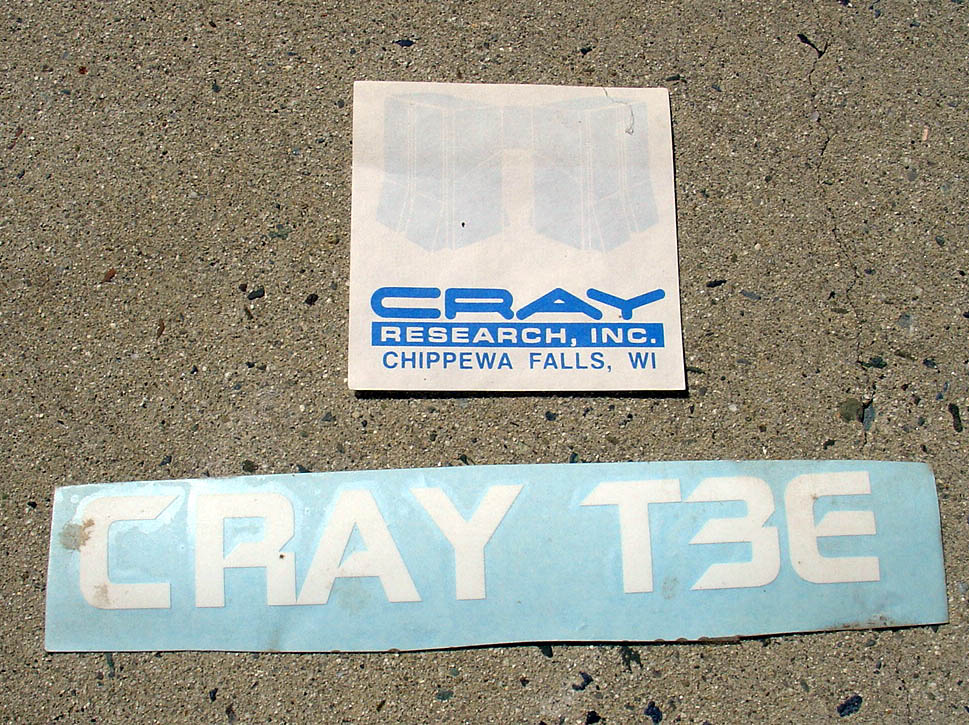 CRAY
RESEARCH, INC.
CHIPPEWA FALLS, WI
CRAY T3E